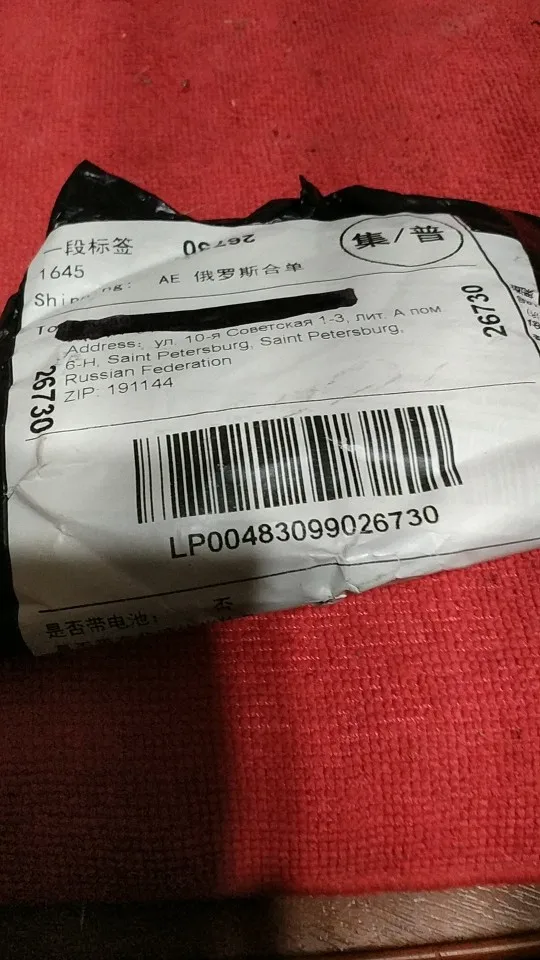 一段标签
26730
集/普
1645
AE 俄罗斯合单
26730
Address: ул. 10-я Советская 1-3, лит. А пом
6-Н, Saint Petersburg, Saint Petersburg,
Russian Federation
ZIP: 191144
26730
LP00483099026730
是否带电池: 否